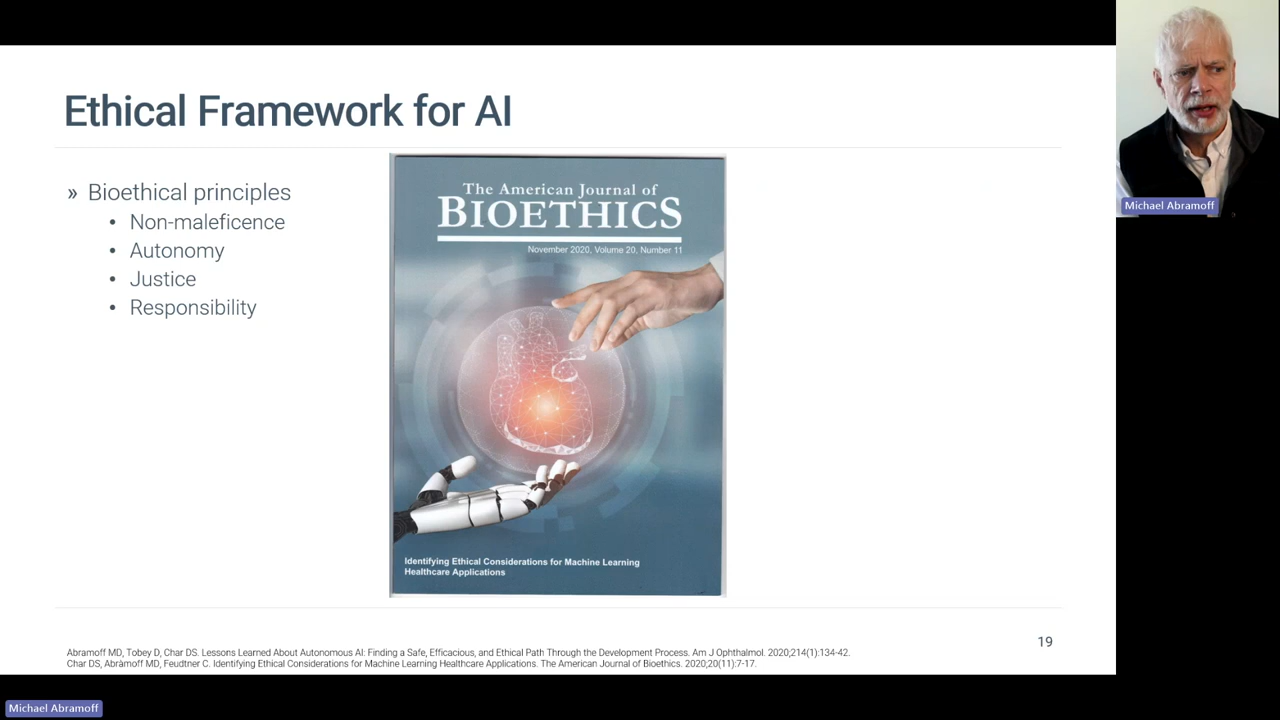 Ethical Framework for AI
» Bioethical principles
• Non-maleficence
• Autonomy
• Justice
• Responsibility
The American Journal of
BIOETHICS
November 2020, Volume 20, Number 11
Identifying Ethical Considerations for Machine Learning
Healthcare Applications
19
Abramoff MD, Tobey D, Char DS. Lessons Learned About Autonomous AI: Finding a Safe, Efficacious, and Ethical Path Through the Development Process. Am J Ophthalmol. 2020;214(1):134-42.
Char DS, Abràmoff MD, Feudtner C. Identifying Ethical Considerations for Machine Learning Healthcare Applications. The American Journal of Bioethics. 2020;20(11):7-17.
Michael Abramoff
Michael Abramoff